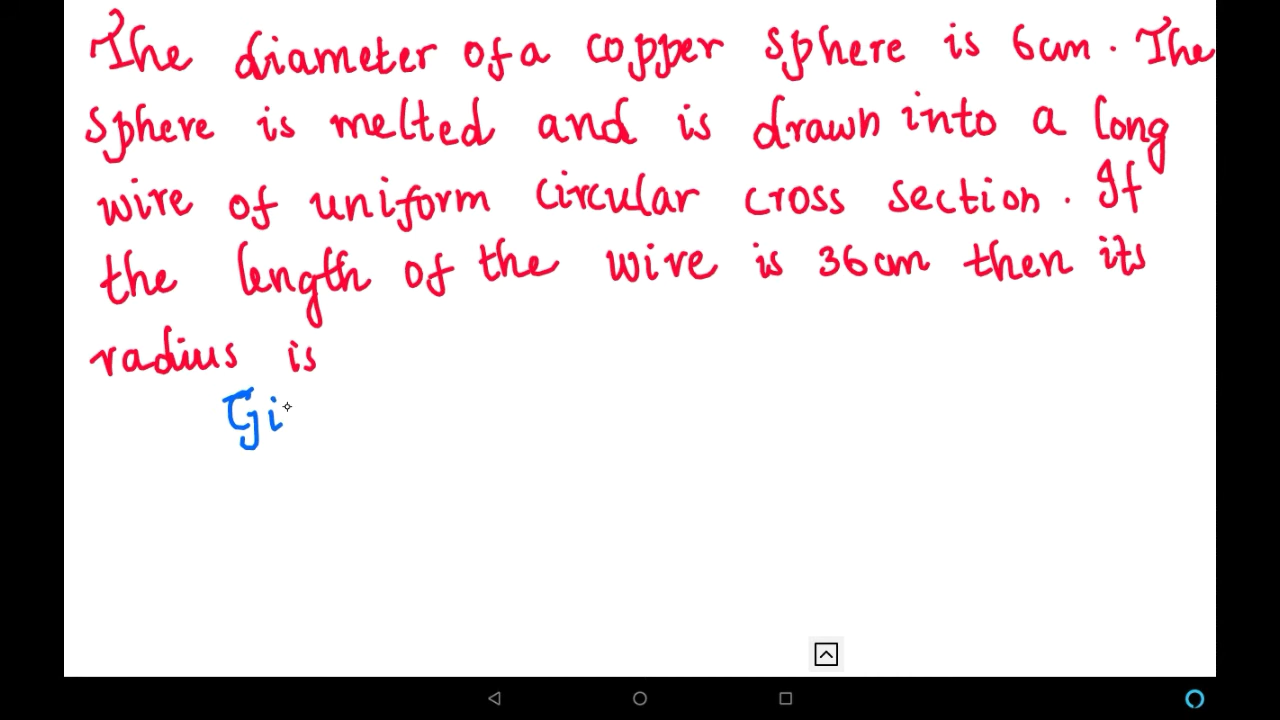 The diameter of a copper sphere is 6cm. The
sphere is melted and is drawn into a long
wire of uniform circular cross section. If
the length of the wire is 36cm then its
radius is
Gi